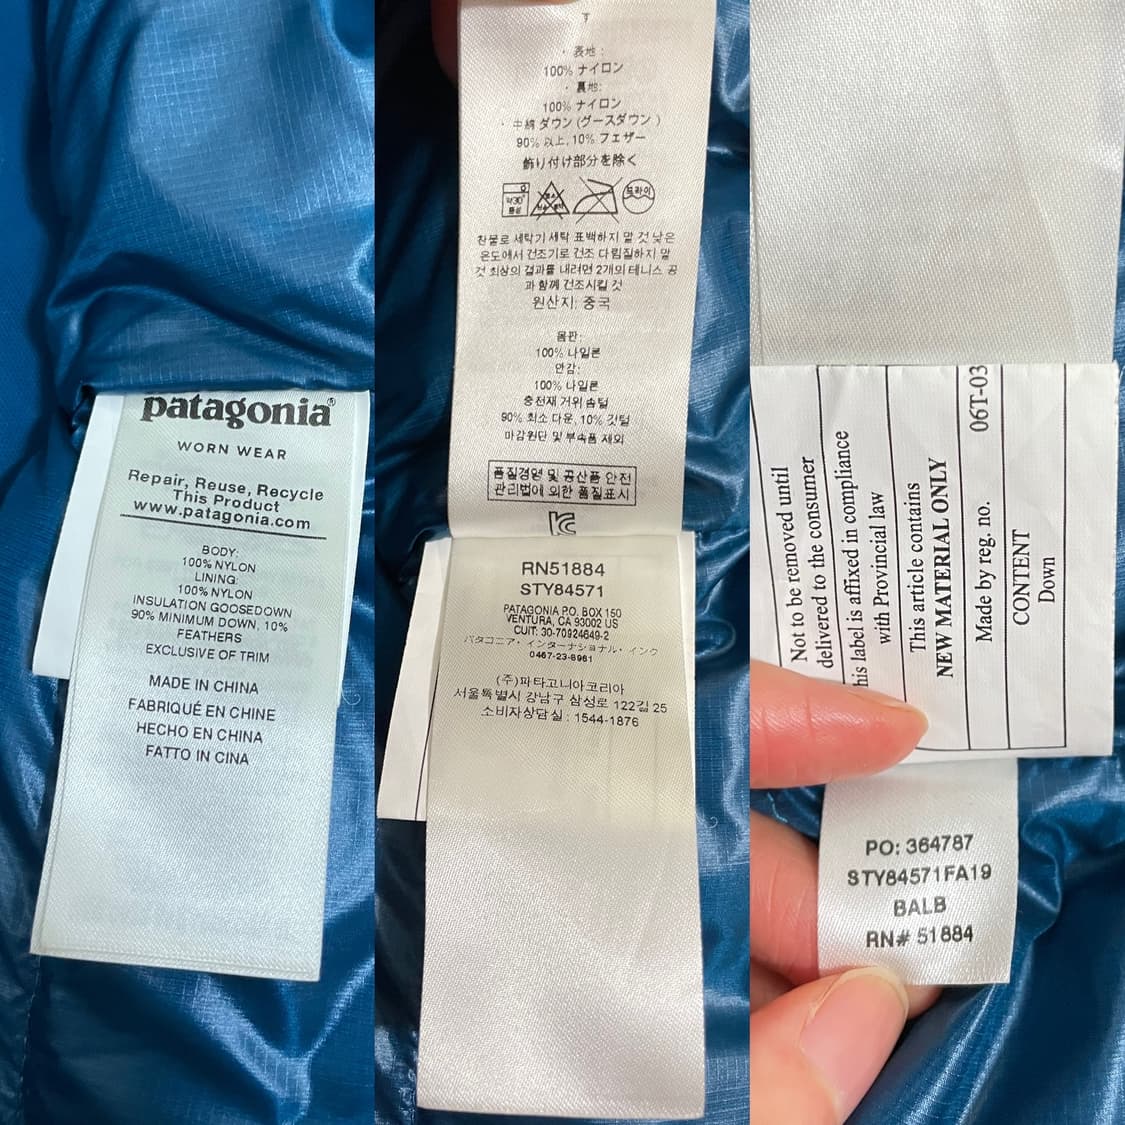 patagonia®
WORN WEAR
Repair, Reuse, Recycle
This Product
www.patagonia.com
BODY:
100% NYLON
LINING:
100% NYLON
INSULATION GOOSEDOWN
90% MINIMUM DOWN, 10%
FEATHERS
EXCLUSIVE OF TRIM
MADE IN CHINA
FABRIQUÉ EN CHINE
HECHO EN CHINA
FATTO IN CINA
・表地:
100% ナイロン
・裏地:
100% ナイロン
・中綿 ダウン (グースダウン)
90% 以上, 10% フェザー
飾り付け部分を除く
약30°
중성
드라이
찬물로 세탁기 세탁 표백하지 말 것 낮은
온도에서 건조기로 건조 다림질하지 말
것 최상의 결과를 내려면 2개의 테니스 공
과 함께 건조시킬 것
원산지: 중국
몸판:
100% 나일론
안감:
100% 나일론
충전재 거위 솜털
90% 최소 다운, 10% 깃털
마감원단 및 부속품 제외
품질경영 및 공산품 안전
관리법에 의한 품질표시
RN51884
STY84571
PATAGONIA P.O. BOX 150
VENTURA, CA 93002 US
CUIT: 30-70924649-2
パタゴニア・インターナショナル・インク
0467-23-8961
(주)파타고니아코리아
서울특별시 강남구 삼성로 122길 25
소비자상담실 : 1544-1876
Not to be removed until
delivered to the consumer
his label is affixed in compliance
with Provincial law
This article contains
NEW MATERIAL ONLY
Made by reg. no. 06T-03
CONTENT
Down
PO: 364787
STY84571FA19
BALB
RN# 51884